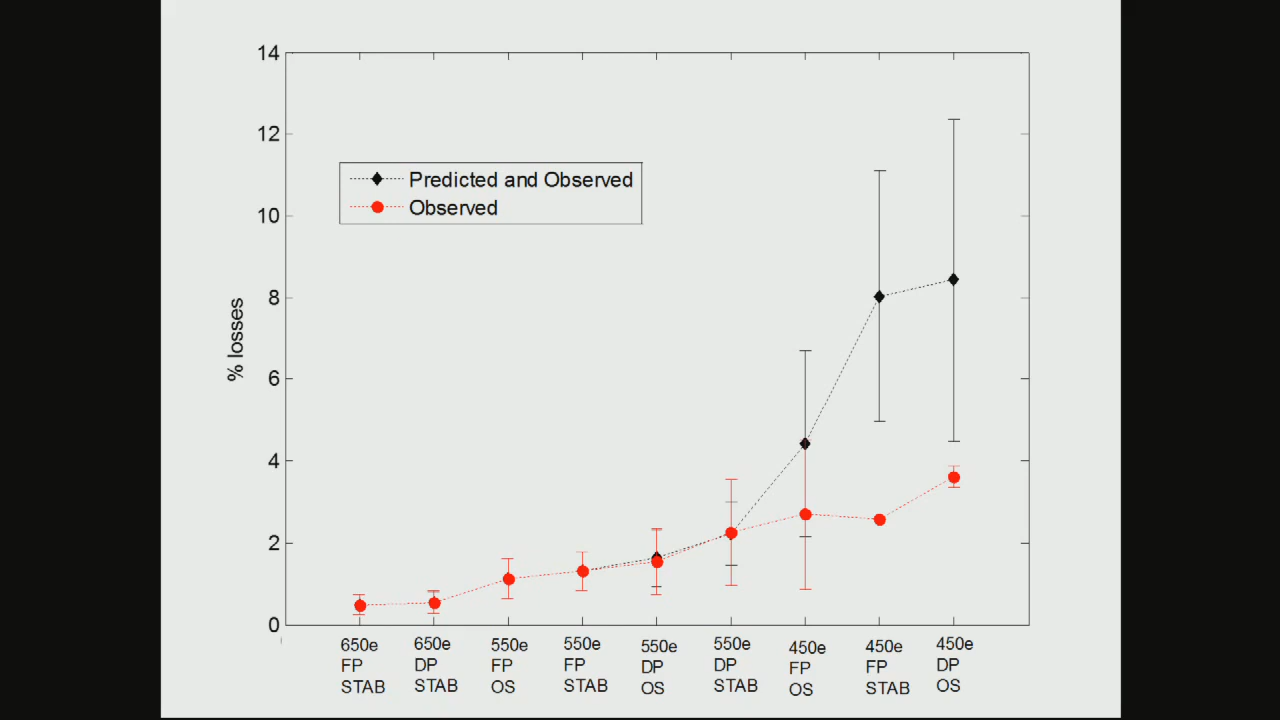 14
12
10
8
6
4
2
0
% losses
Predicted and Observed
Observed
650e FP STAB
650e DP STAB
550e FP OS
550e FP STAB
550e DP OS
550e DP STAB
450e FP OS
450e FP STAB
450e DP OS